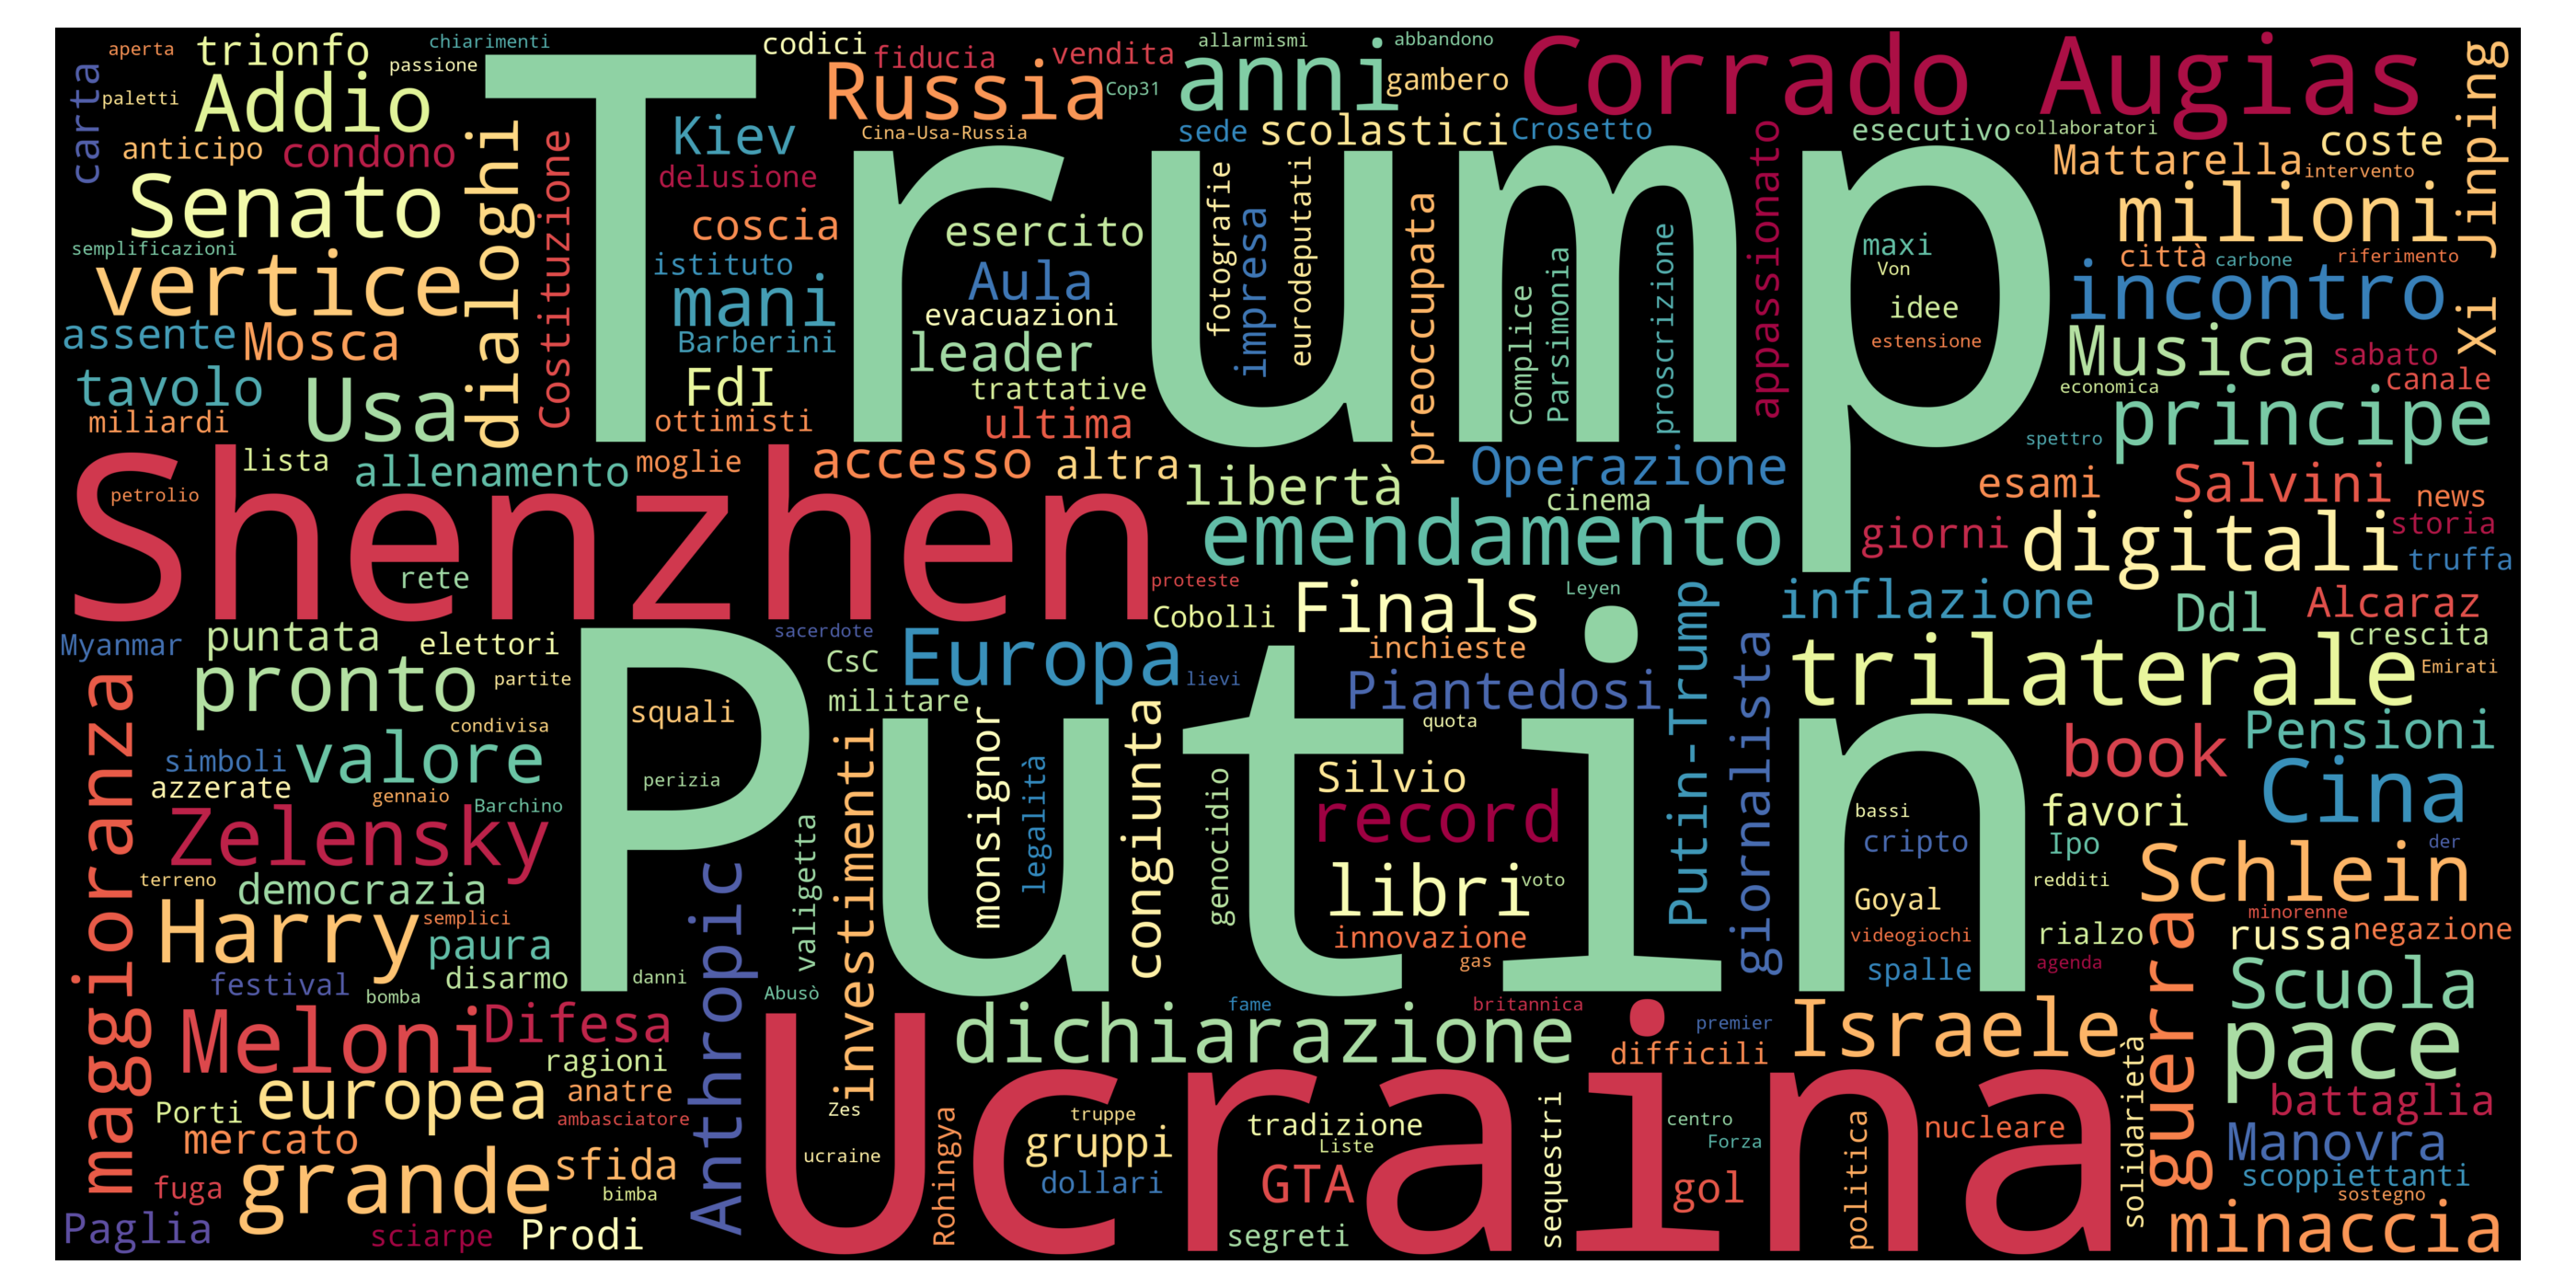 Trump
Putin
Shenzhen
Ucraina
Corrado Augias
aperta
trionfo
chiarimenti
passione
carta
paletti
Addio
anticipo
condono
Senato
semplificazioni
vertice
dialoghi
Costituzione
assente
Mosca
tavolo
Usa
miliardi
codici
fiducia
vendita
Russia
Cop31
Cina-Usa-Russia
Kiev
delusione
coscia
istituto
mani
Barberini
FdI
ottimisti
esercito
Aula
evacuazioni
leader
trattative
ultima
allarmismi
abbandono
anni
gambero
sede
scolastici
Crosetto
fotografie
impresa
eurodeputati
preoccupata
Complice
Parsimonia
proscrizione
appassionato
esecutivo
collaboratori
coste
Mattarella
intervento
milioni
Xi Jinping
maxi
Von
idee
estensione
città
carbone
riferimento
incontro
Musica
sabato
canale
economica
principe
spettro
lista
allenamento
moglie
accesso
altra
petrolio
rete
libertà
Operazione
cinema
emendamento
esami
Salvini
news
giorni
digitali
storia
truffa
proteste
Cobolli
Finals
Leyen
inflazione
Ddl
Alcaraz
crescita
Myanmar
puntata
elettori
sacerdote
pronto
partite
CsC
Europa
lievi
militare
inchieste
Piantedosi
Putin-Trump
giornalista
trilaterale
Emirati
maggioranza
condivisa
squali
simboli
valore
azzerate
gennaio
Barchino
perizia
investimenti
monsignor
legalità
congiunta
genocidio
quota
Silvio
record
book
Pensioni
Cina
favori
bassi
cripto
Ipo
der
Zelensky
terreno
democrazia
valigetta
libri
voto
Goyal
redditi
Schlein
Harry
semplici
paura
Anthropic
innovazione
gas
videogiochi
rialzo
minorenne
russa
negazione
festival
disarmo
bomba
danni
Abusò
spalle
agenda
guerra
Scuola
Meloni
Difesa
ragioni
dichiarazione
fame
britannica
premier
difficili
Israele
pace
europea
anatre
Porti
ambasciatore
mercato
Zes
ucraine
Rohingya
truppe
gruppi
dollari
tradizione
Liste
GTA
segreti
sequestri
centro
Forza
gol
politica
nucleare
solidarietà
battaglia
Manovra
scoppiettanti
sostegno
minaccia
fuga
grande
sfida
bimba
Paglia
sciarpe
Prodi